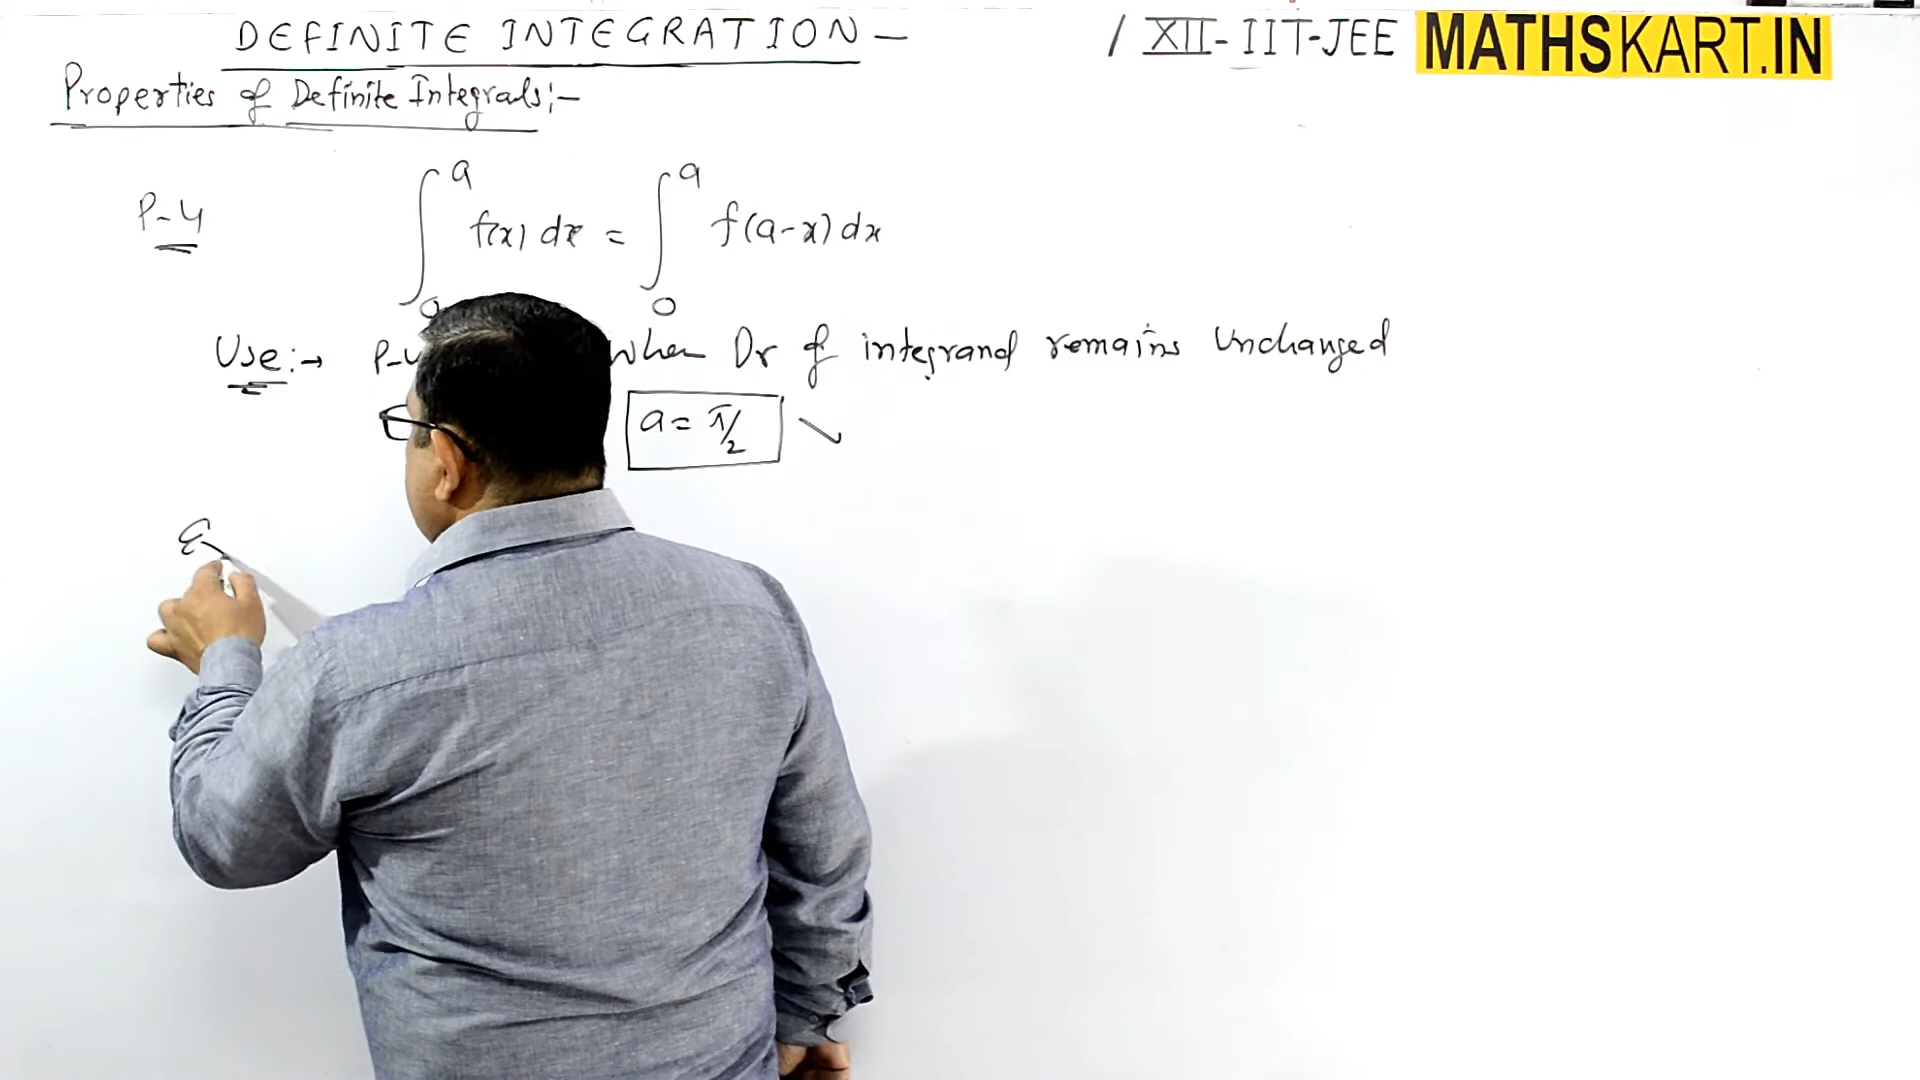 DEFINITE INTEGRATION – / XII-IIT-JEE MATHSKART.IN
Properties of Definite Integrals:-
P-4 ∫₀ᵃ f(x) dx = ∫₀ᵃ f(a-x) dx
Use:→ P-4 when Dr of integrand remains Unchanged
a = π/2